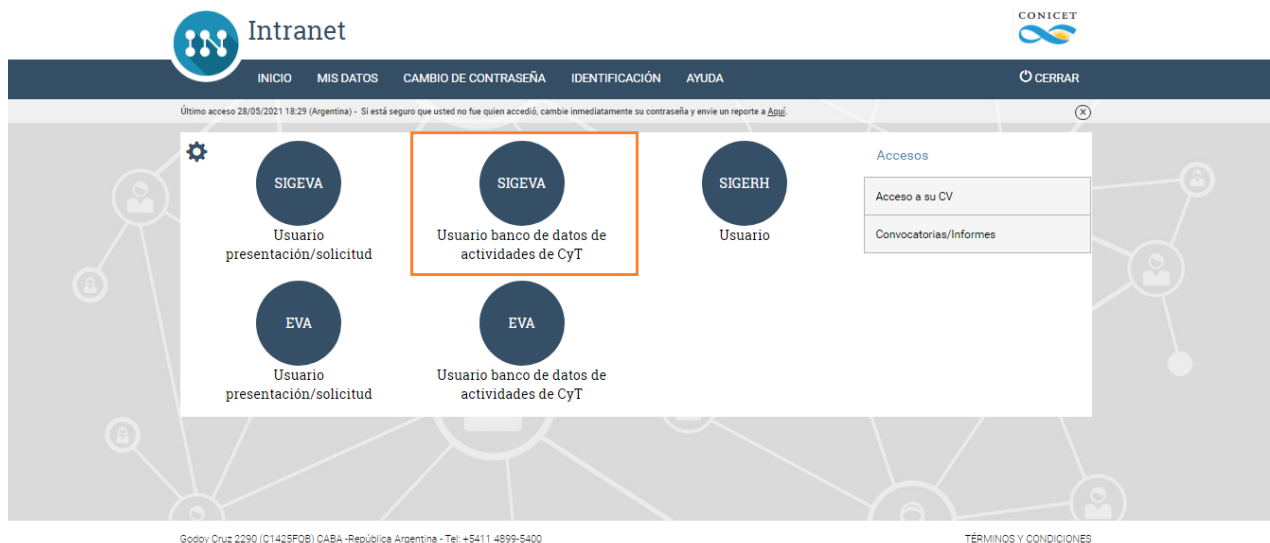 IN
Intranet
CONICET
INICIO MIS DATOS CAMBIO DE CONTRASEÑA IDENTIFICACIÓN AYUDA CERRAR
Último acceso 28/05/2021 18:29 (Argentina) - Si está seguro que usted no fue quien accedió, cambie inmediatamente su contraseña y envie un reporte a Aquí.
SIGEVA
Usuario
presentación/solicitud
SIGEVA
Usuario banco de datos de
actividades de CyT
SIGERH
Usuario
EVA
Usuario
presentación/solicitud
EVA
Usuario banco de datos de
actividades de CyT
Accesos
Acceso a su CV
Convocatorias/Informes
Godoy Cruz 2290 (C1425FQB) CABA -República Argentina - Tel: +5411 4899-5400
TÉRMINOS Y CONDICIONES